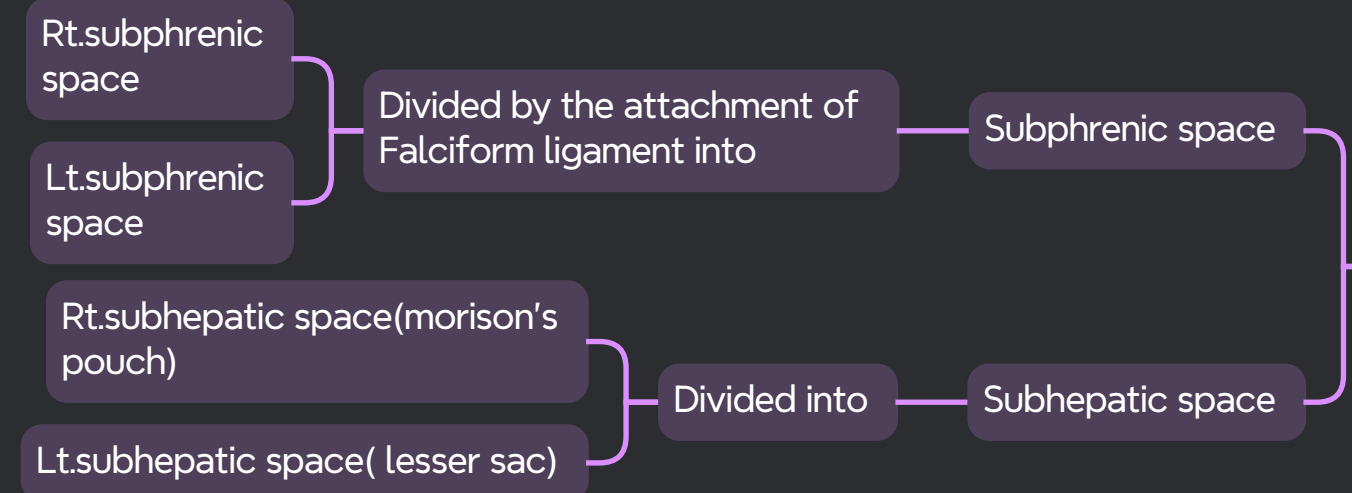 Rt.subphrenic
space
Divided by the attachment of
Falciform ligament into
Subphrenic space
Lt.subphrenic
space
Rt.subhepatic space(morison's
pouch)
Divided into
Subhepatic space
Lt.subhepatic space( lesser sac)